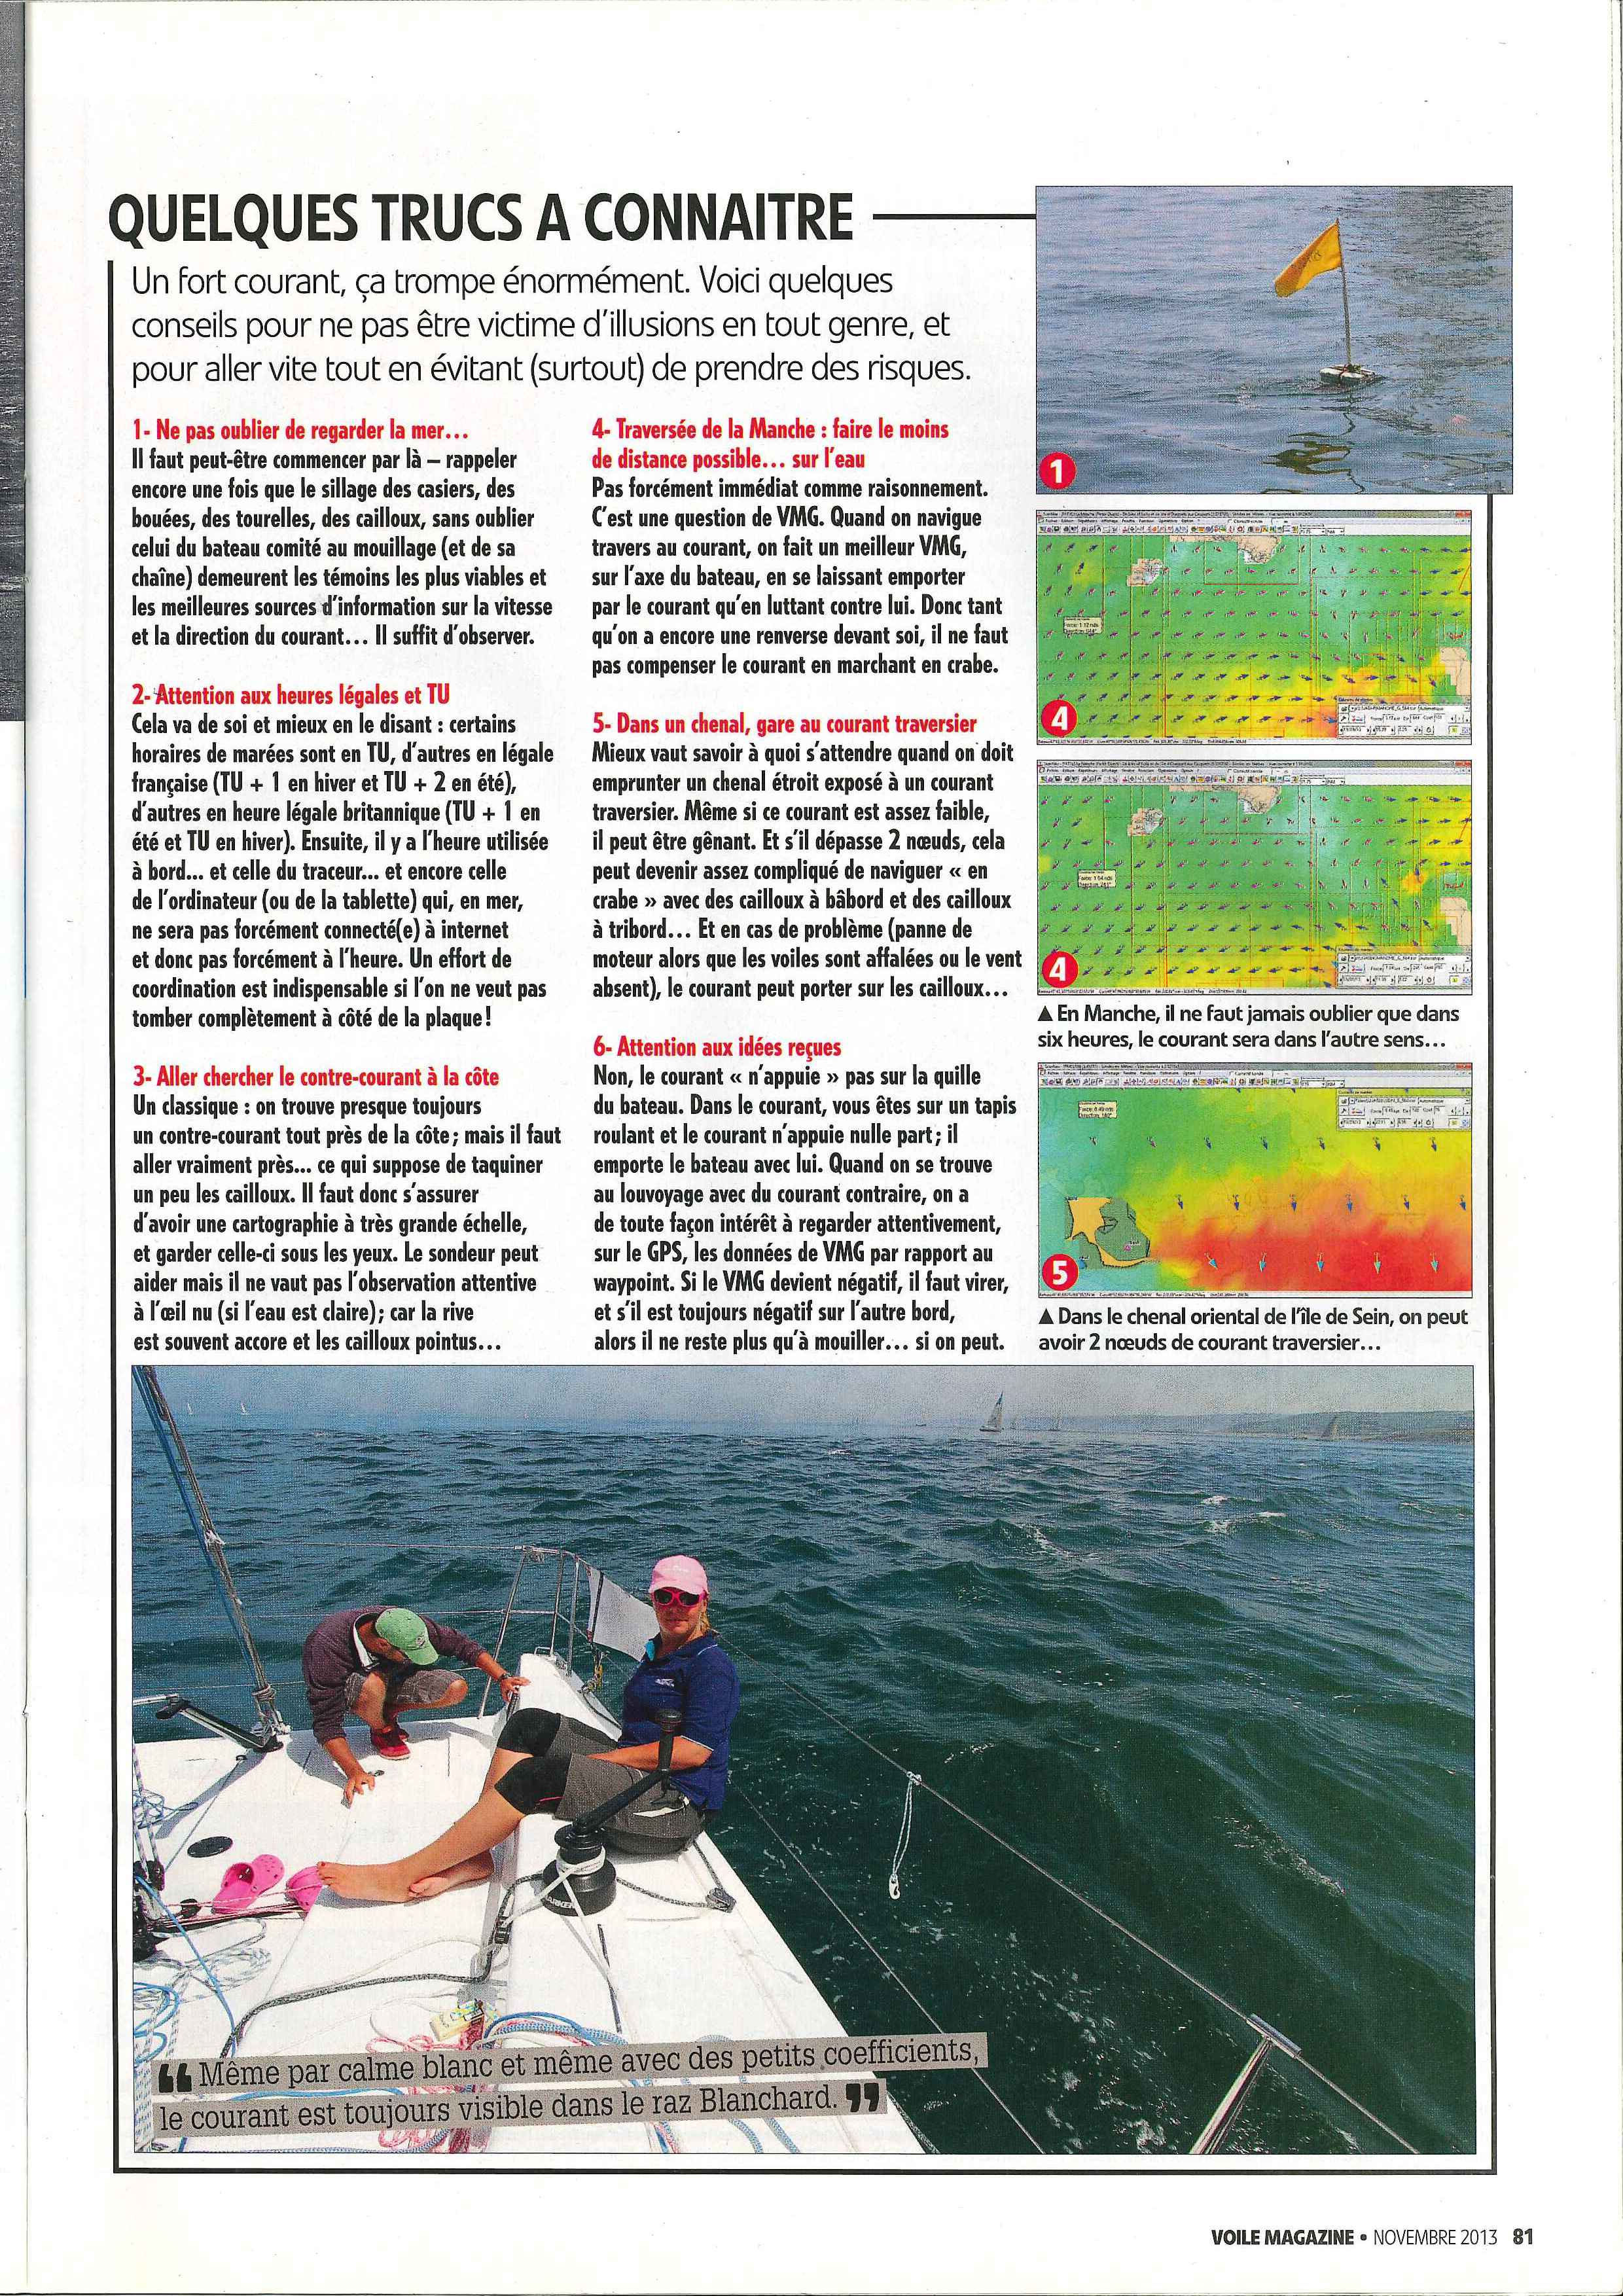 QUELQUES TRUCS A CONNAITRE
Un fort courant, ça trompe énormément. Voici quelques
conseils pour ne pas être victime d'illusions en tout genre, et
pour aller vite tout en évitant (surtout) de prendre des risques.
1- Ne pas oublier de regarder la mer...
Il faut peut-être commencer par là – rappeler
encore une fois que le sillage des casiers, des
bouées, des tourelles, des cailloux, sans oublier
celui du bateau comité au mouillage (et de sa
chaîne) demeurent les témoins les plus viables et
les meilleures sources d'information sur la vitesse
et la direction du courant... Il suffit d'observer.
2- Attention aux heures légales et TU
Cela va de soi et mieux en le disant : certains
horaires de marées sont en TU, d'autres en légale
française (TU + 1 en hiver et TU + 2 en été),
d'autres en heure légale britannique (TU + 1 en
été et TU en hiver). Ensuite, il y a l'heure utilisée
à bord... et celle du traceur... et encore celle
de l'ordinateur (ou de la tablette) qui, en mer,
ne sera pas forcément connecté(e) à internet
et donc pas forcément à l'heure. Un effort de
coordination est indispensable si l'on ne veut pas
tomber complètement à côté de la plaque!
3- Aller chercher le contre-courant à la côte
Un classique : on trouve presque toujours
un contre-courant tout près de la côte; mais il faut
aller vraiment près... ce qui suppose de taquiner
un peu les cailloux. Il faut donc s'assurer
d'avoir une cartographie à très grande échelle,
et garder celle-ci sous les yeux. Le sondeur peut
aider mais il ne vaut pas l'observation attentive
à l'œil nu (si l'eau est claire); car la rive
est souvent accore et les cailloux pointus...
4- Traversée de la Manche : faire le moins
de distance possible... sur l'eau
Pas forcément immédiat comme raisonnement.
C'est une question de VMG. Quand on navigue
travers au courant, on fait un meilleur VMG,
sur l'axe du bateau, en se laissant emporter
par le courant qu'en luttant contre lui. Donc tant
qu'on a encore une renverse devant soi, il ne faut
pas compenser le courant en marchant en crabe.
5- Dans un chenal, gare au courant traversier
Mieux vaut savoir à quoi s'attendre quand on doit
emprunter un chenal étroit exposé à un courant
traversier. Même si ce courant est assez faible,
il peut être gênant. Et s'il dépasse 2 nœuds, cela
peut devenir assez compliqué de naviguer « en
crabe » avec des cailloux à bâbord et des cailloux
à tribord... Et en cas de problème (panne de
moteur alors que les voiles sont affalées ou le vent
absent), le courant peut porter sur les cailloux...
6- Attention aux idées reçues
Non, le courant « n'appuie » pas sur la quille
du bateau. Dans le courant, vous êtes sur un tapis
roulant et le courant n'appuie nulle part; il
emporte le bateau avec lui. Quand on se trouve
au louvoyage avec du courant contraire, on a
de toute façon intérêt à regarder attentivement,
sur le GPS, les données de VMG par rapport au
waypoint. Si le VMG devient négatif, il faut virer,
et s'il est toujours négatif sur l'autre bord,
alors il ne reste plus qu'à mouiller... si on peut.
1
4
4
▲ En Manche, il ne faut jamais oublier que dans
six heures, le courant sera dans l'autre sens...
5
▲ Dans le chenal oriental de l'île de Sein, on peut
avoir 2 nœuds de courant traversier...
❝ Même par calme blanc et même avec des petits coefficients,
le courant est toujours visible dans le raz Blanchard. ❞
VOILE MAGAZINE • NOVEMBRE 2013 81